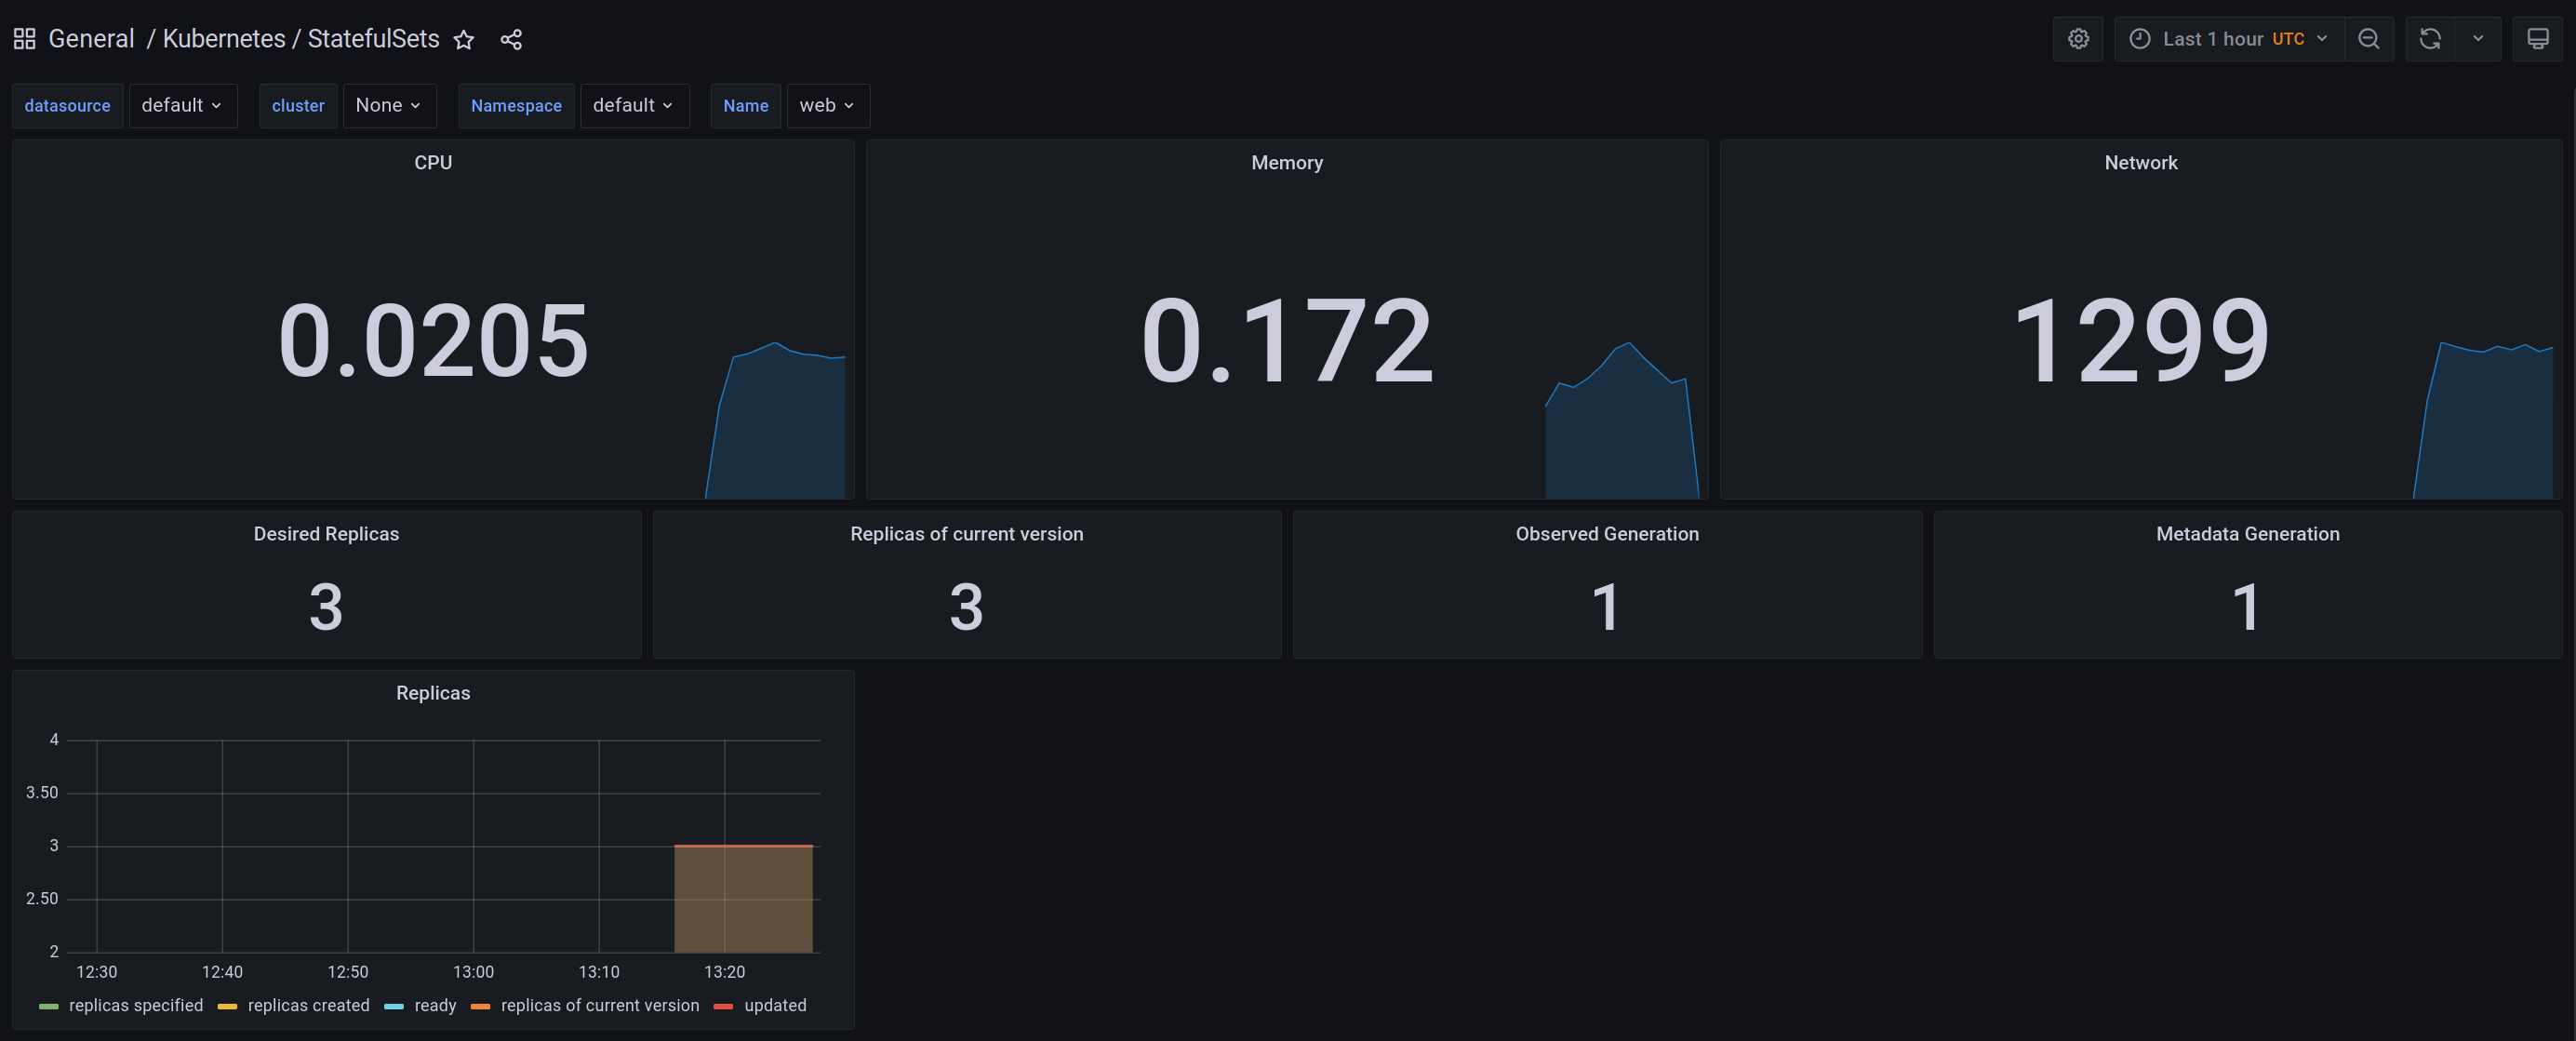 General / Kubernetes / StatefulSets
Last 1 hour UTC
datasource default cluster None Namespace default Name web
CPU
0.0205
Memory
0.172
Network
1299
Desired Replicas
3
Replicas of current version
3
Observed Generation
1
Metadata Generation
1
Replicas
4
3.50
3
2.50
2
12:30 12:40 12:50 13:00 13:10 13:20
replicas specified replicas created ready replicas of current version updated